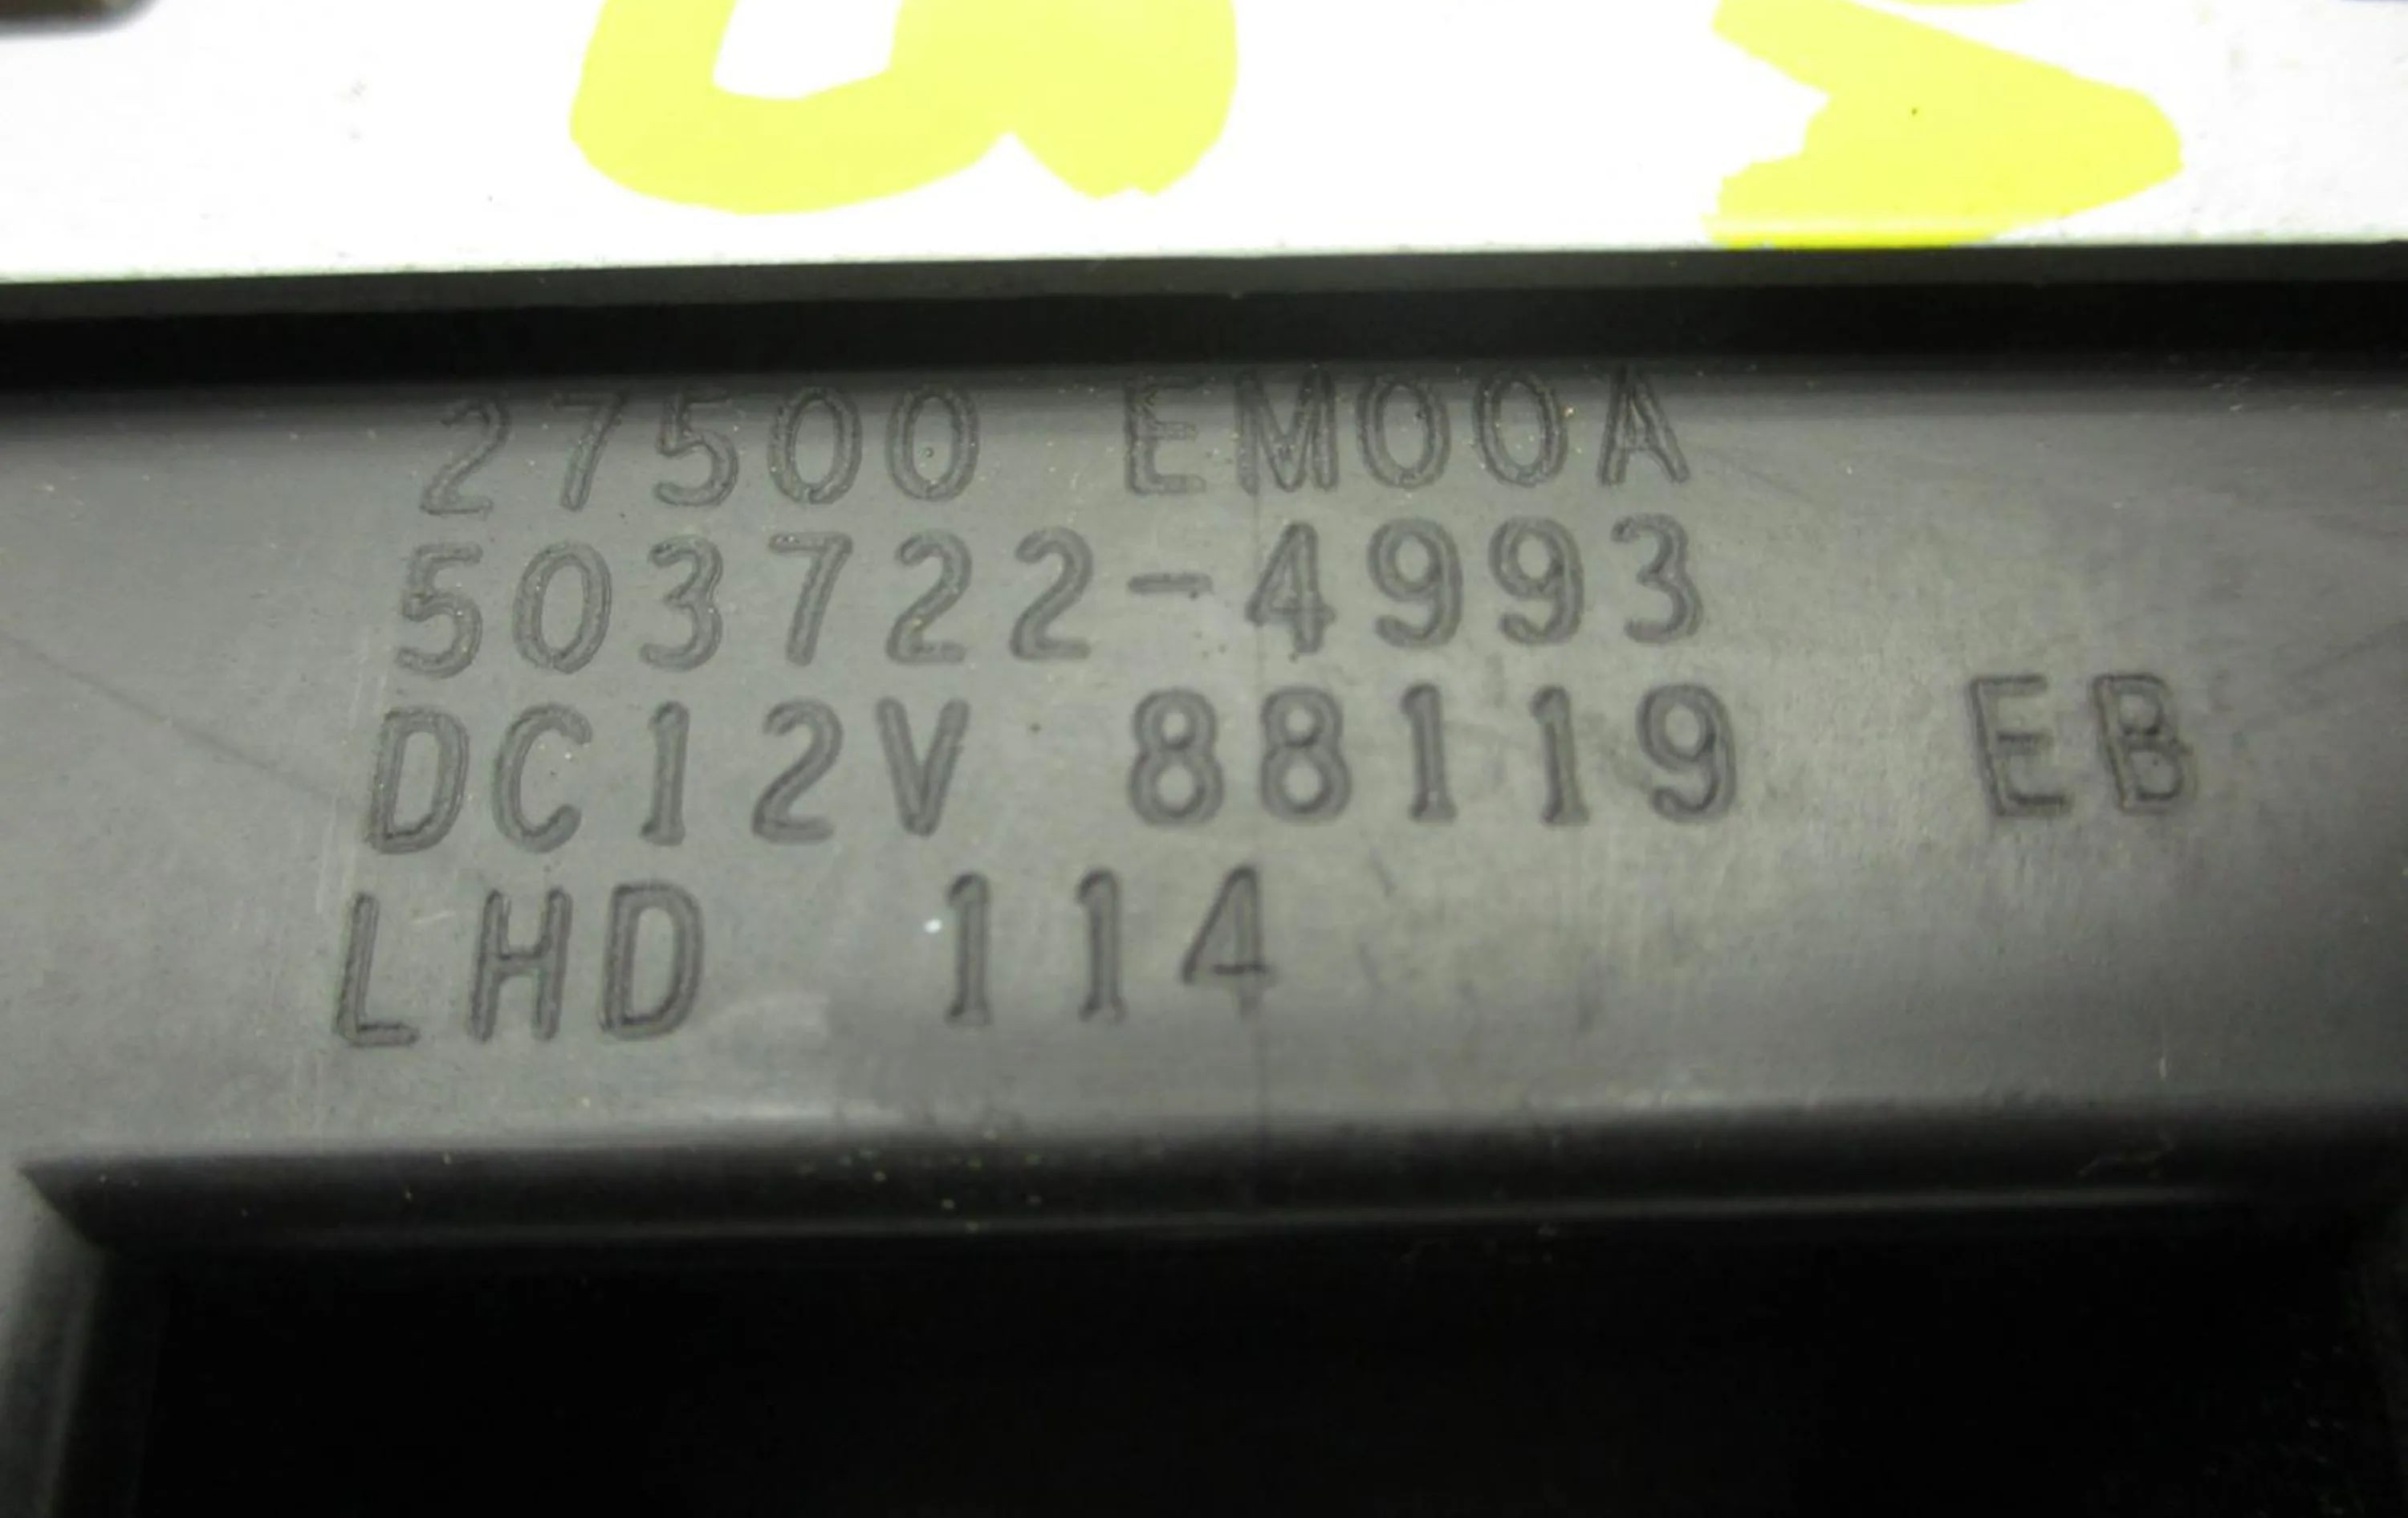 27500 EM00A
503722-4993
DC12V 88119 EB
LHD 114